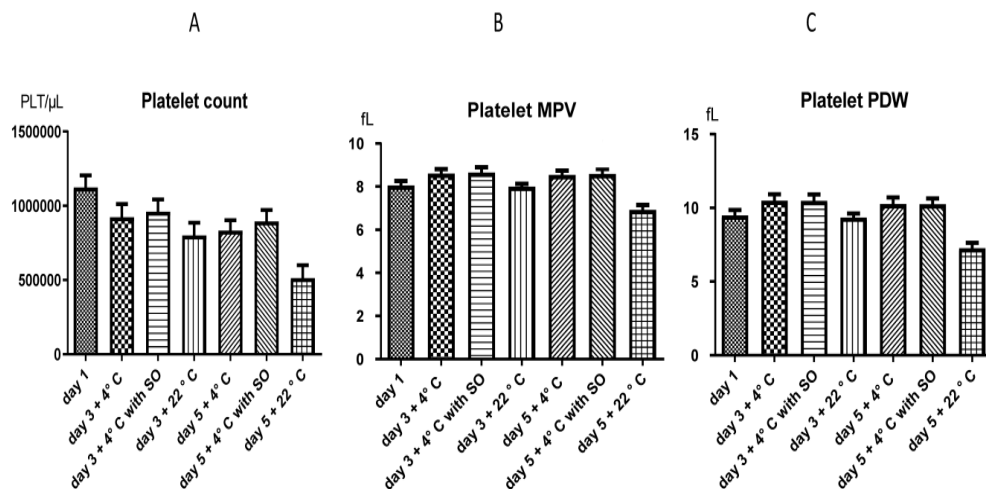 A
PLT/µL
Platelet count
1500000
1000000
500000
0
day 1
day 3 + 4° C
day 3 + 4° C with SO
day 3 + 22 ° C
day 5 + 4° C
day 5 + 4° C with SO
day 5 + 22 ° C
B
fL
Platelet MPV
10
8
6
4
2
0
day 1
day 3 + 4° C
day 3 + 4° C with SO
day 3 + 22 ° C
day 5 + 4° C
day 5 + 4° C with SO
day 5 + 22 ° C
C
fL
Platelet PDW
15
10
5
0
day 1
day 3 + 4° C
day 3 + 4° C with SO
day 3 + 22 ° C
day 5 + 4° C
day 5 + 4° C with SO
day 5 + 22 ° C